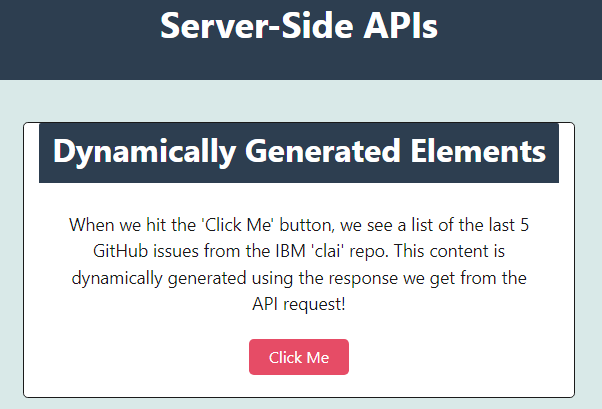 Server-Side APIs
Dynamically Generated Elements
When we hit the 'Click Me' button, we see a list of the last 5
GitHub issues from the IBM 'clai' repo. This content is
dynamically generated using the response we get from the
API request!
Click Me